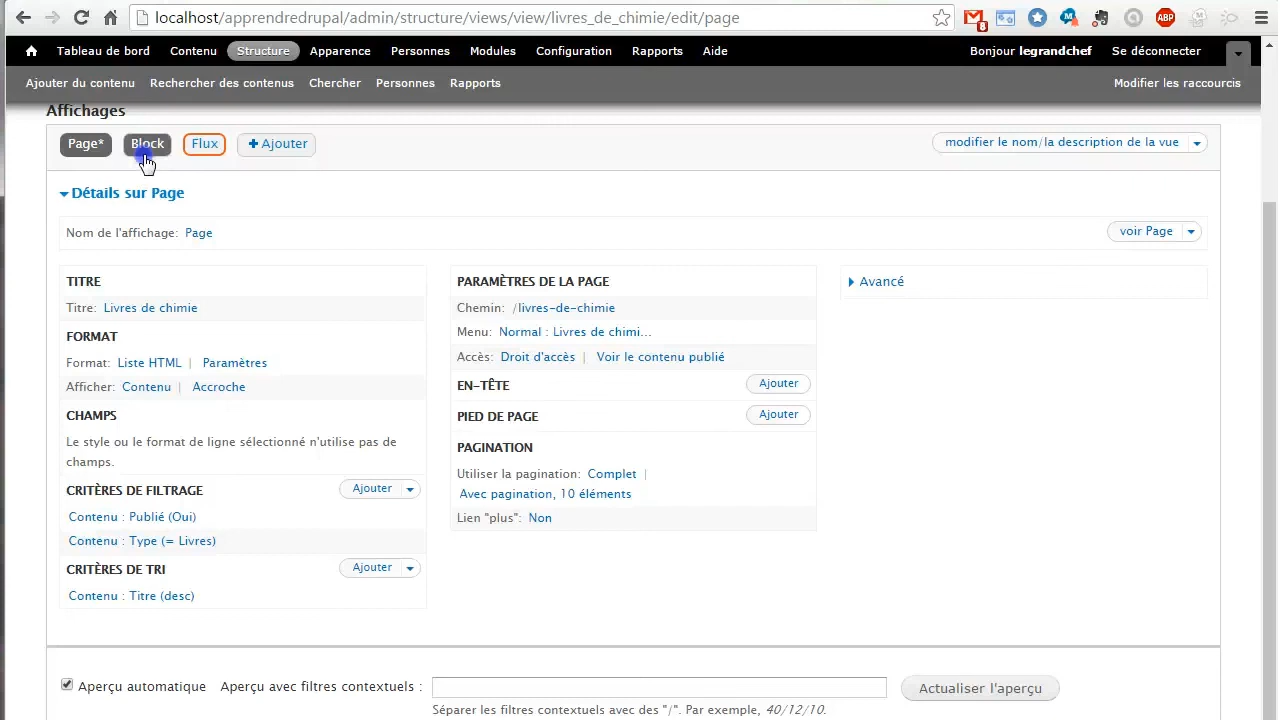 localhost/apprendredrupal/admin/structure/views/view/livres_de_chimie/edit/page
8
ABP
Tableau de bord Contenu Structure Apparence Personnes Modules Configuration Rapports Aide Bonjour legrandchef Se déconnecter
Ajouter du contenu Rechercher des contenus Chercher Personnes Rapports Modifier les raccourcis
Affichages
Page* Block Flux Ajouter modifier le nom/la description de la vue
Détails sur Page
Nom de l'affichage: Page voir Page
TITRE
Titre: Livres de chimie
FORMAT
Format: Liste HTML | Paramètres
Afficher: Contenu | Accroche
CHAMPS
Le style ou le format de ligne sélectionné n'utilise pas de
champs.
CRITÈRES DE FILTRAGE Ajouter
Contenu : Publié (Oui)
Contenu : Type (= Livres)
CRITÈRES DE TRI Ajouter
Contenu : Titre (desc)
PARAMÈTRES DE LA PAGE
Chemin: /livres-de-chimie
Menu: Normal : Livres de chimi...
Accès: Droit d'accès | Voir le contenu publié
EN-TÊTE Ajouter
PIED DE PAGE Ajouter
PAGINATION
Utiliser la pagination: Complet |
Avec pagination, 10 éléments
Lien "plus": Non
Avancé
Aperçu automatique Aperçu avec filtres contextuels : Actualiser l'aperçu
Séparer les filtres contextuels avec des "/". Par exemple, 40/12/10.